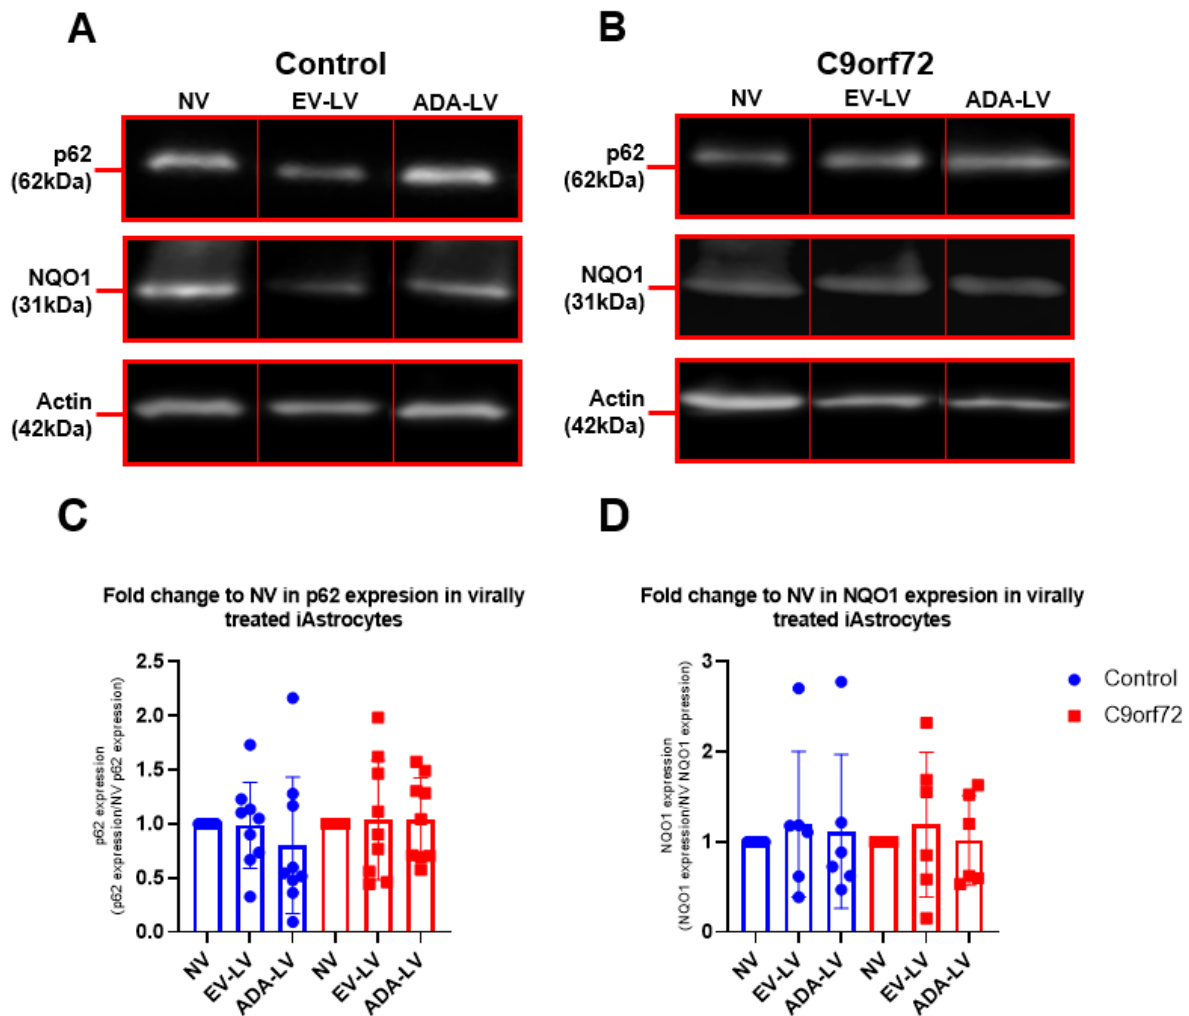 A
Control
NV EV-LV ADA-LV
p62
(62kDa)
NQO1
(31kDa)
Actin
(42kDa)
B
C9orf72
NV EV-LV ADA-LV
p62
(62kDa)
NQO1
(31kDa)
Actin
(42kDa)
C
Fold change to NV in p62 expresion in virally
treated iAstrocytes
p62 expression
(p62 expression/NV p62 expression)
2.5
2.0
1.5
1.0
0.5
0.0
NV EV-LV ADA-LV NV EV-LV ADA-LV
D
Fold change to NV in NQO1 expresion in virally
treated iAstrocytes
NQO1 expression
(NQO1 expression/NV NQO1 expression)
3
2
1
0
NV EV-LV ADA-LV NV EV-LV ADA-LV
Control
C9orf72